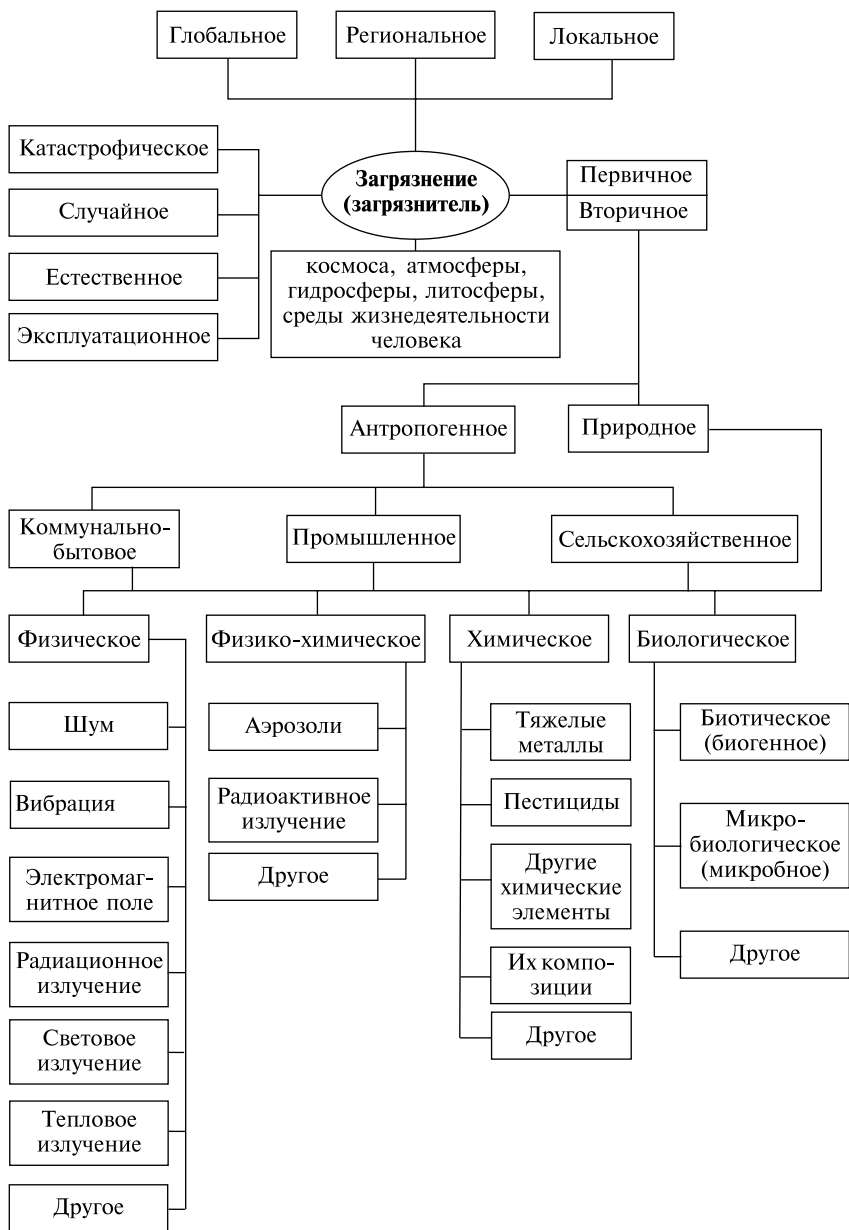 Глобальное
Региональное
Локальное
Катастрофическое
Случайное
Естественное
Эксплуатационное
Загрязнение
(загрязнитель)
Первичное
Вторичное
космоса, атмосферы,
гидросферы, литосферы,
среды жизнедеятельности
человека
Антропогенное
Природное
Коммунально-
бытовое
Промышленное
Сельскохозяйственное
Физическое
Физико-химическое
Химическое
Биологическое
Шум
Вибрация
Электромаг-
нитное поле
Радиационное
излучение
Световое
излучение
Тепловое
излучение
Другое
Аэрозоли
Радиоактивное
излучение
Другое
Тяжелые
металлы
Пестициды
Другие
химические
элементы
Их компо-
зиции
Другое
Биотическое
(биогенное)
Микро-
биологическое
(микробное)
Другое